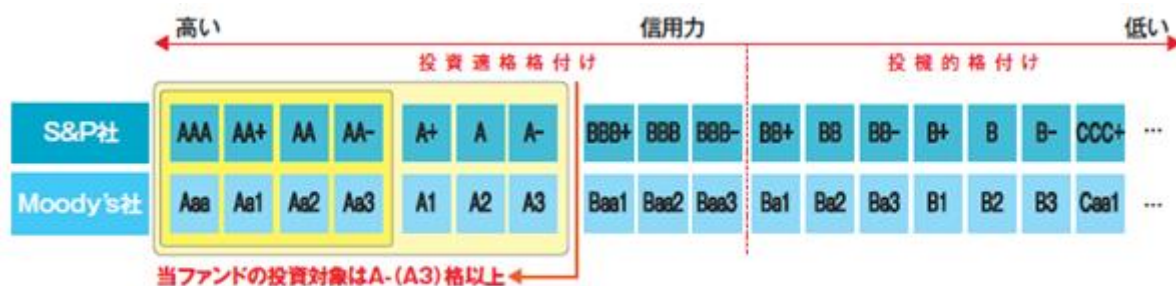 高い 信用力 低い
投資適格格付け 投機的格付け
S&P社 AAA AA+ AA AA- A+ A A- BBB+ BBB BBB- BB+ BB BB- B+ B B- CCC+ …
Moody's社 Aaa Aa1 Aa2 Aa3 A1 A2 A3 Baa1 Baa2 Baa3 Ba1 Ba2 Ba3 B1 B2 B3 Caa1 …
当ファンドの投資対象はA-(A3)格以上